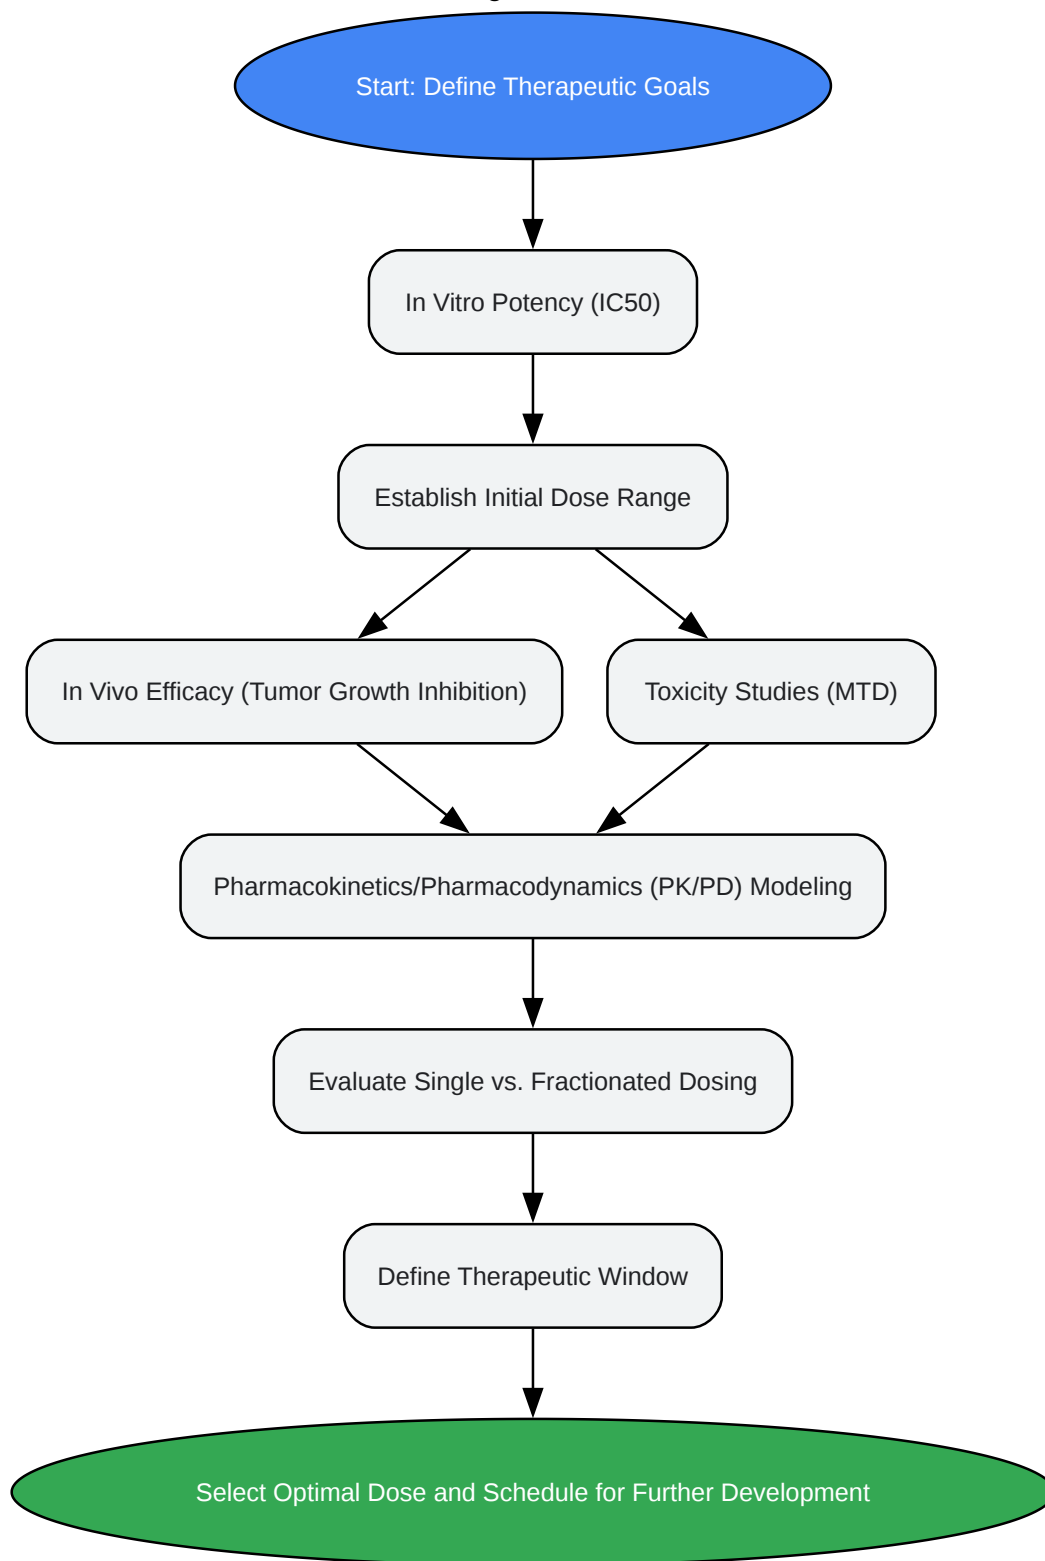 Start: Define Therapeutic Goals
In Vitro Potency (IC50)
Establish Initial Dose Range
In Vivo Efficacy (Tumor Growth Inhibition)
Toxicity Studies (MTD)
Pharmacokinetics/Pharmacodynamics (PK/PD) Modeling
Evaluate Single vs. Fractionated Dosing
Define Therapeutic Window
Select Optimal Dose and Schedule for Further Development